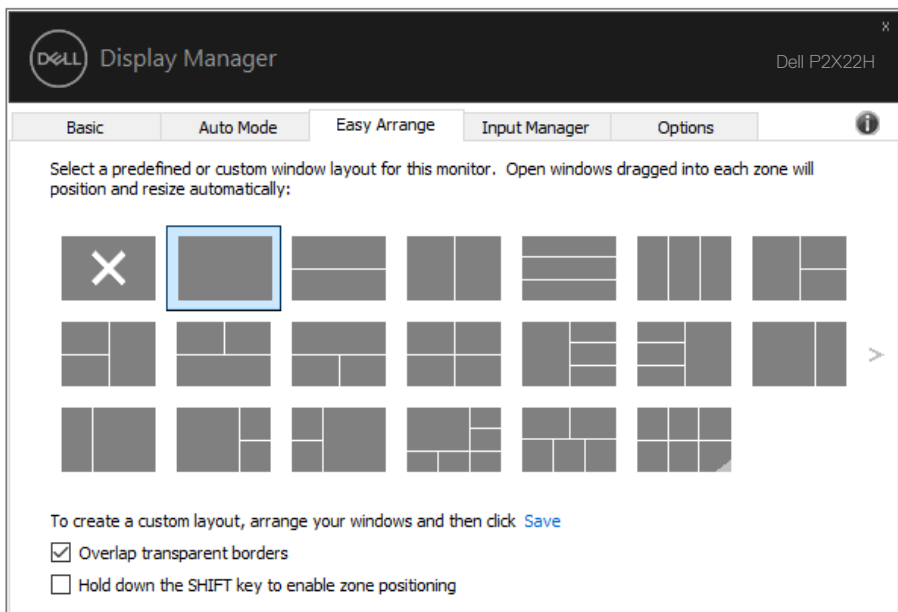 DELL Display Manager
x
Dell P2X22H
Basic Auto Mode Easy Arrange Input Manager Options i
Select a predefined or custom window layout for this monitor. Open windows dragged into each zone will
position and resize automatically:
>
To create a custom layout, arrange your windows and then click Save
Overlap transparent borders
Hold down the SHIFT key to enable zone positioning